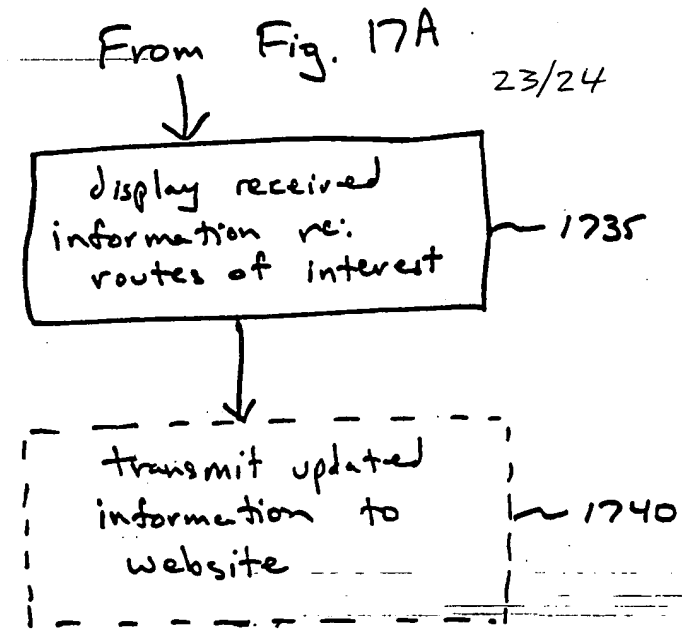 From Fig. 17A
23/24
display received
information re:
routes of interest
1735
transmit updated
information to
website
1740